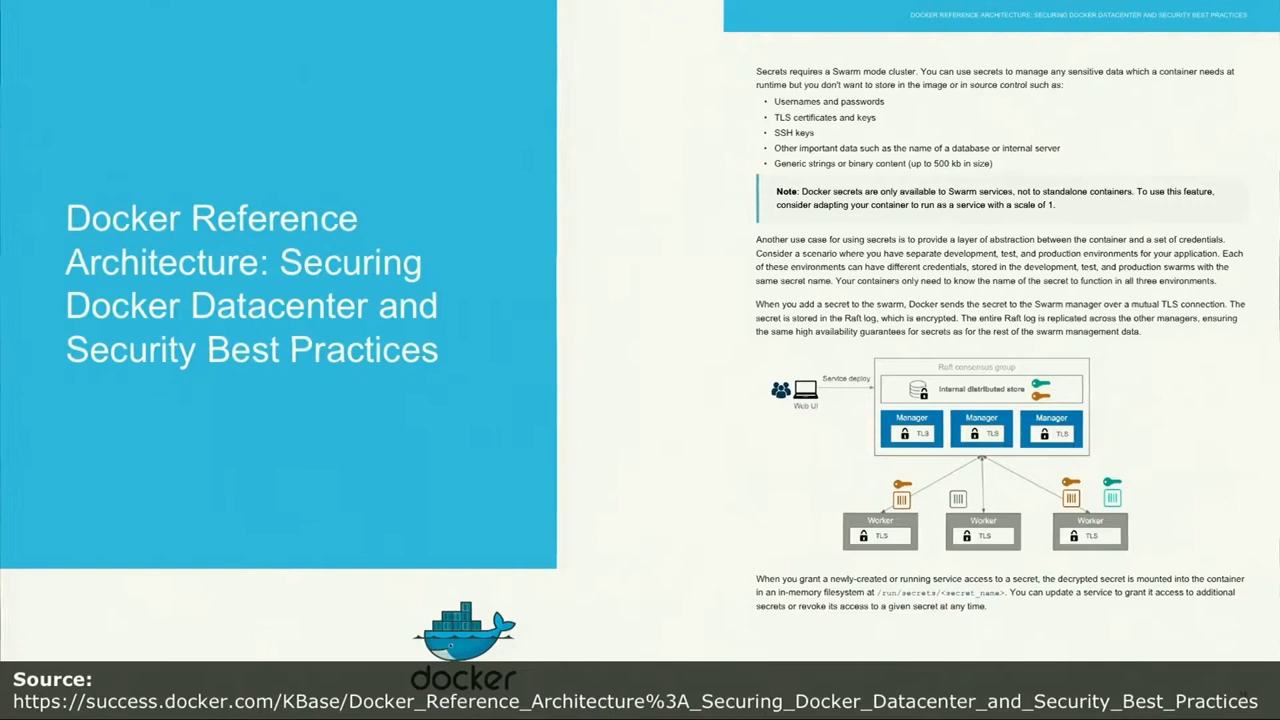 Docker Reference
Architecture: Securing
Docker Datacenter and
Security Best Practices
docker
DOCKER REFERENCE ARCHITECTURE: SECURING DOCKER DATACENTER AND SECURITY BEST PRACTICES
Secrets requires a Swarm mode cluster. You can use secrets to manage any sensitive data which a container needs at
runtime but you don't want to store in the image or in source control such as:
• Usernames and passwords
• TLS certificates and keys
• SSH keys
• Other important data such as the name of a database or internal server
• Generic strings or binary content (up to 500 kb in size)
Note: Docker secrets are only available to Swarm services, not to standalone containers. To use this feature,
consider adapting your container to run as a service with a scale of 1.
Another use case for using secrets is to provide a layer of abstraction between the container and a set of credentials.
Consider a scenario where you have separate development, test, and production environments for your application. Each
of these environments can have different credentials, stored in the development, test, and production swarms with the
same secret name. Your containers only need to know the name of the secret to function in all three environments.
When you add a secret to the swarm, Docker sends the secret to the Swarm manager over a mutual TLS connection. The
secret is stored in the Raft log, which is encrypted. The entire Raft log is replicated across the other managers, ensuring
the same high availability guarantees for secrets as for the rest of the swarm management data.
Raft consensus group
Service deploy
Internal distributed store
Web UI
Manager Manager Manager
TLS TLS TLS
Worker Worker Worker
TLS TLS TLS
When you grant a newly-created or running service access to a secret, the decrypted secret is mounted into the container
in an in-memory filesystem at /run/secrets/<secret_name>. You can update a service to grant it access to additional
secrets or revoke its access to a given secret at any time.
Source:
https://success.docker.com/KBase/Docker_Reference_Architecture%3A_Securing_Docker_Datacenter_and_Security_Best_Practices